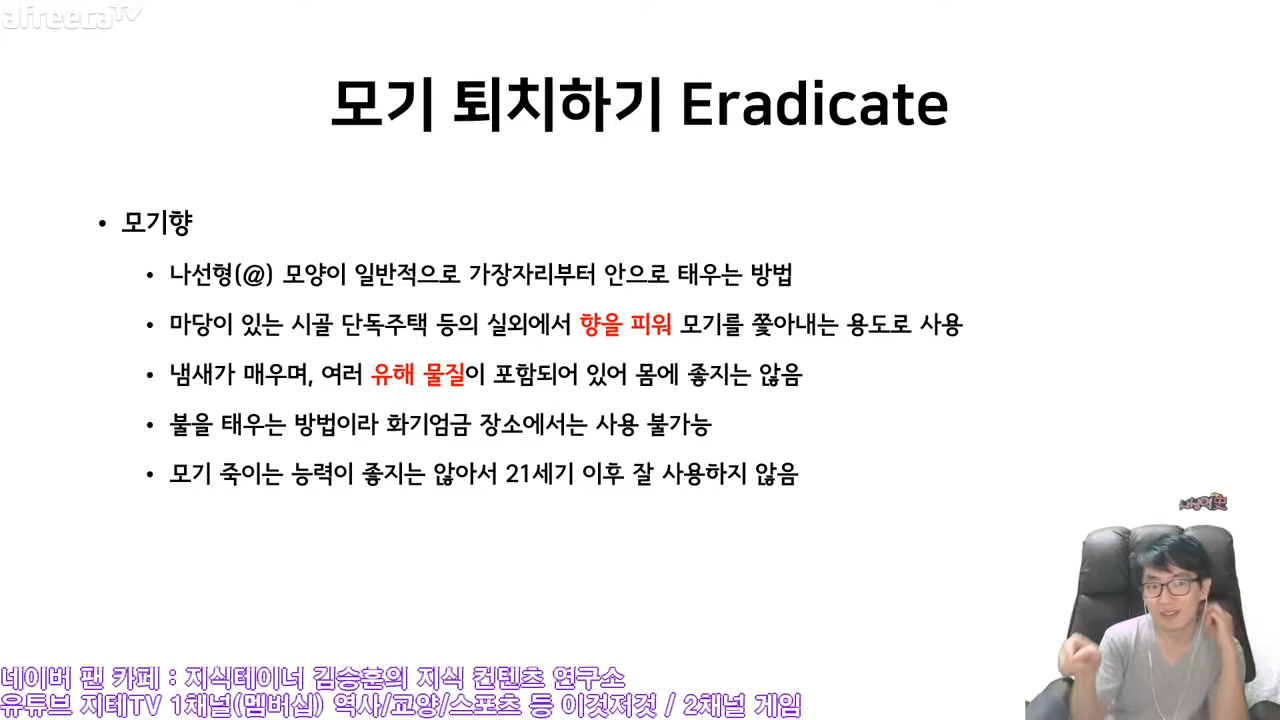 afreecaTV
모기 퇴치하기 Eradicate
• 모기향
• 나선형(@) 모양이 일반적으로 가장자리부터 안으로 태우는 방법
• 마당이 있는 시골 단독주택 등의 실외에서 향을 피워 모기를 쫓아내는 용도로 사용
• 냄새가 매우며, 여러 유해 물질이 포함되어 있어 몸에 좋지는 않음
• 불을 태우는 방법이라 화기엄금 장소에서는 사용 불가능
• 모기 죽이는 능력이 좋지는 않아서 21세기 이후 잘 사용하지 않음
네이버 팬 카페 : 지식테이너 김승훈의 지식 컨텐츠 연구소
유튜브 지테TV 1채널(멤버십) 역사/교양/스포츠 등 이것저것 / 2채널 게임